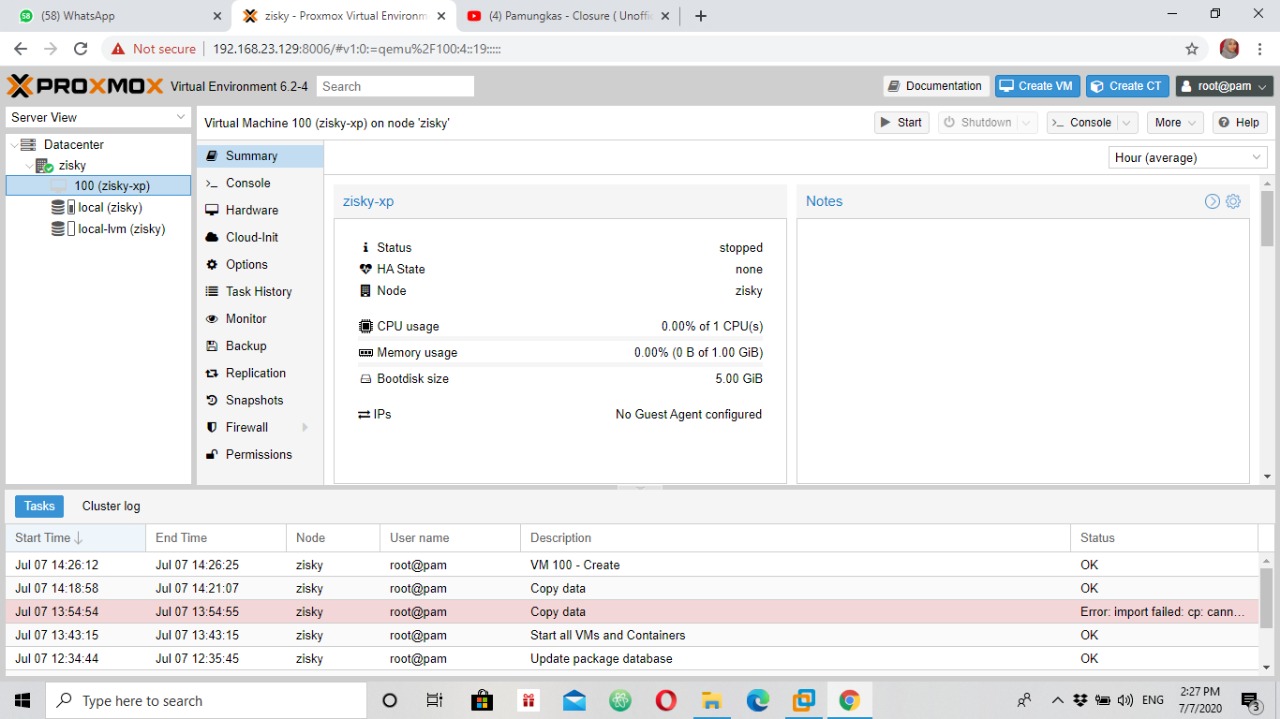 (58) WhatsApp
zisky - Proxmox Virtual Environm
(4) Pamungkas - Closure ( Unoffi
Not secure
192.168.23.129:8006/#v1:0:=qemu%2F100:4::19:::::
PROXMOX
Virtual Environment 6.2-4
Search
Documentation
Create VM
Create CT
root@pam
Server View
Virtual Machine 100 (zisky-xp) on node 'zisky'
Start
Shutdown
Console
More
Help
Datacenter
zisky
100 (zisky-xp)
local (zisky)
local-lvm (zisky)
Summary
Console
Hardware
Cloud-Init
Options
Task History
Monitor
Backup
Replication
Snapshots
Firewall
Permissions
Hour (average)
zisky-xp
Status stopped
HA State none
Node zisky
CPU usage 0.00% of 1 CPU(s)
Memory usage 0.00% (0 B of 1.00 GiB)
Bootdisk size 5.00 GiB
IPs No Guest Agent configured
Notes
Tasks
Cluster log
Start Time End Time Node User name Description Status
Jul 07 14:26:12 Jul 07 14:26:25 zisky root@pam VM 100 - Create OK
Jul 07 14:18:58 Jul 07 14:21:07 zisky root@pam Copy data OK
Jul 07 13:54:54 Jul 07 13:54:55 zisky root@pam Copy data Error: import failed: cp: cann...
Jul 07 13:43:15 Jul 07 13:43:15 zisky root@pam Start all VMs and Containers OK
Jul 07 12:34:44 Jul 07 12:35:45 zisky root@pam Update package database OK
Type here to search
ENG
2:27 PM
7/7/2020
3